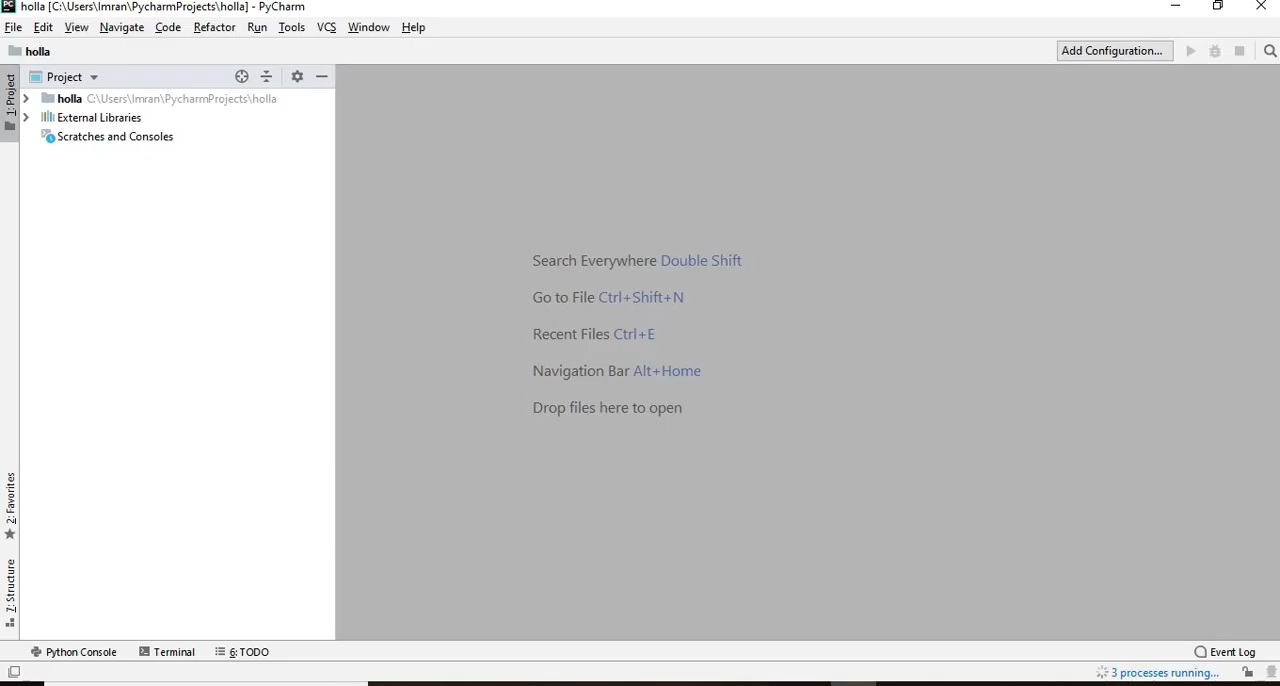 PC holla [C:\Users\Imran\PycharmProjects\holla] - PyCharm
File Edit View Navigate Code Refactor Run Tools VCS Window Help
holla Add Configuration...
1: Project
Project
holla C:\Users\Imran\PycharmProjects\holla
External Libraries
Scratches and Consoles
Search Everywhere Double Shift
Go to File Ctrl+Shift+N
Recent Files Ctrl+E
Navigation Bar Alt+Home
Drop files here to open
2: Favorites
7: Structure
Python Console Terminal 6: TODO Event Log
3 processes running...